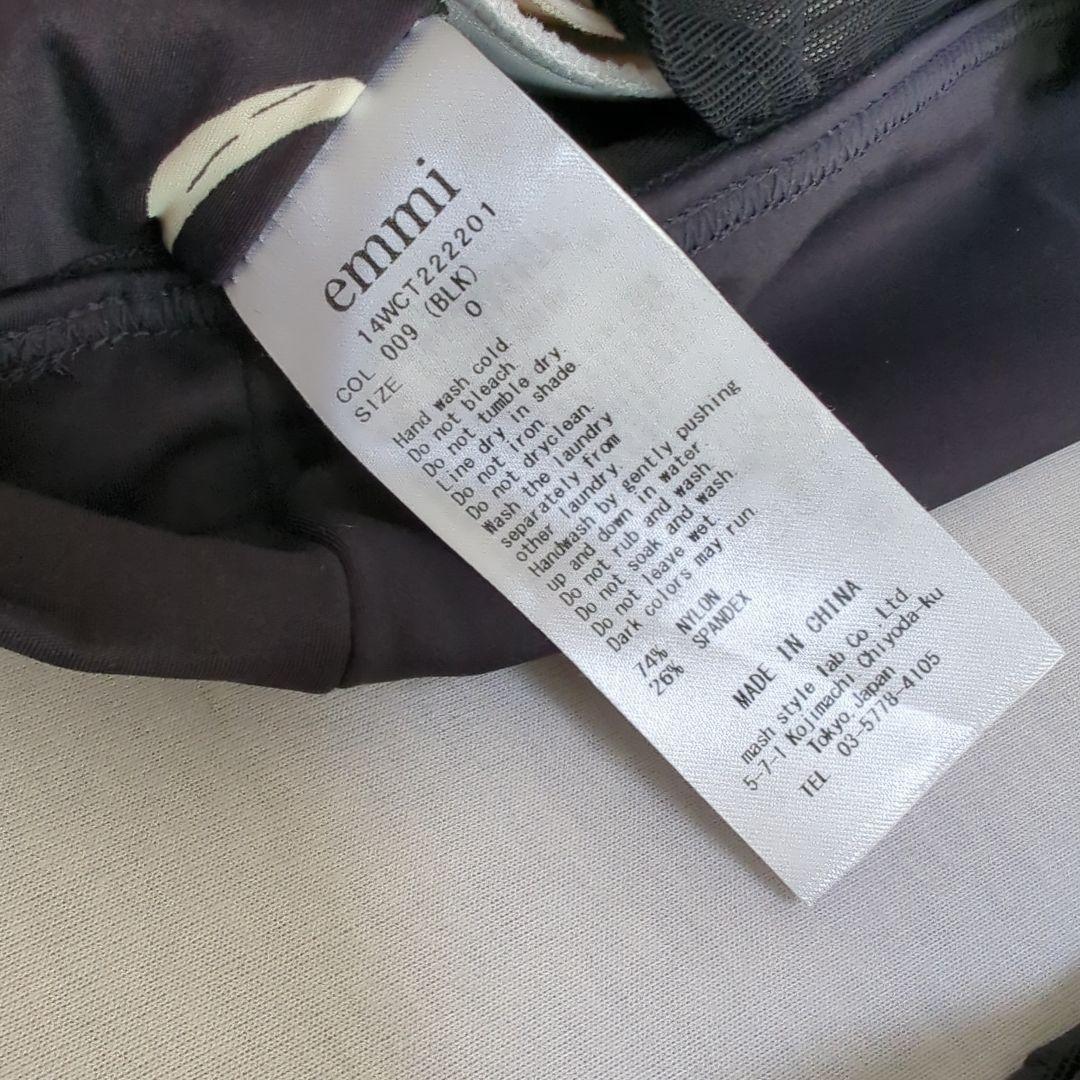 emmi
14WCT222201
COL 009 (BLK)
SIZE 0
Hand wash cold
Do not bleach.
Do not tumble dry.
Line dry in shade
Do not iron.
Do not dryclean.
Wash the laundry
separately from
other laundry.
Handwash by gently pushing
up and down in water.
Do not rub and wash.
Do not soak and wash.
Do not leave wet.
Dark colors may run.
74% NYLON
26% SPANDEX
MADE IN CHINA
mash style lab Co.,Ltd
5-7-1 Kojimachi Chiyoda-ku
Tokyo,Japan
TEL 03-5778-4105